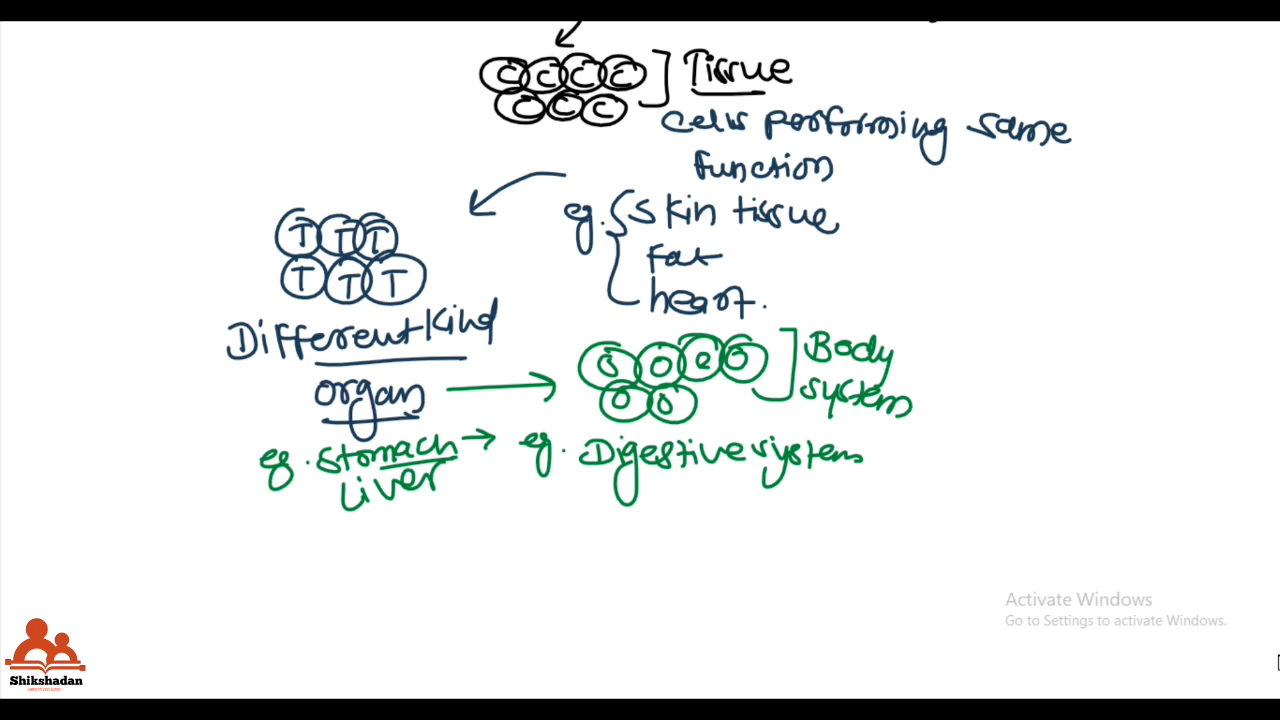 C C C C
C C C
Tissue
cells performing same
function
eg. Skin tissue
fat
heart.
T T T
T T T
Different kind
organ
O O O O
O O
Body
system
eg. stomach → eg. Digestive system
liver
Activate Windows
Go to Settings to activate Windows.
Shikshadan